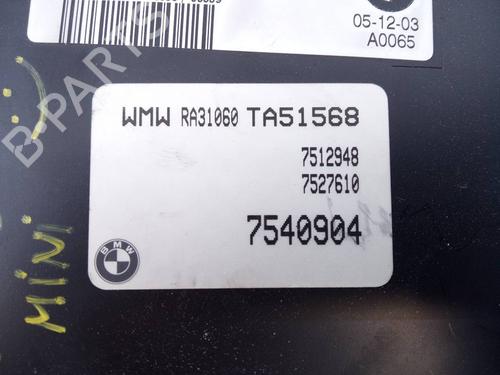 05-12-03
A0065
WMW RA31060 TA51568
7512948
7527610
7540904
BMW
MINI
B-PARTS